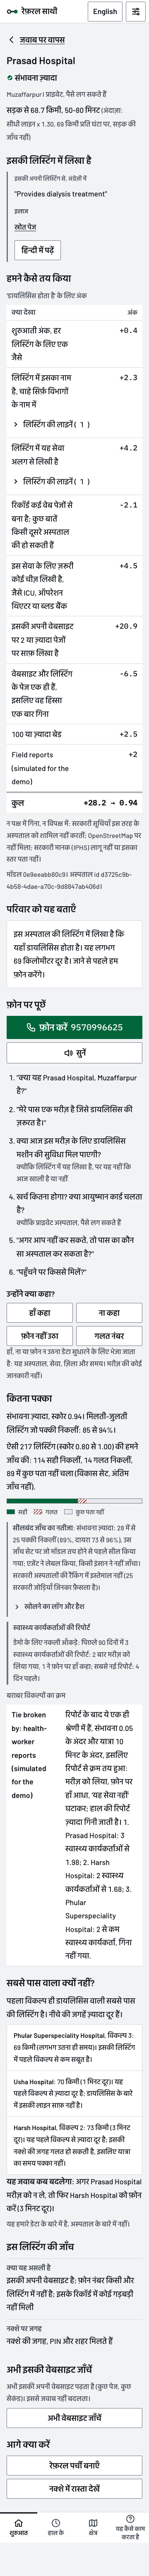 रेफ़रल साथी
English
जवाब पर वापस
Prasad Hospital
संभावना ज़्यादा
Muzaffarpur। प्राइवेट, पैसे लग सकते हैं
सड़क से 68.7 किमी, 50-80 मिनट (अंदाज़ा:
सीधी लाइन x 1.30, 69 किमी प्रति घंटा पर, सड़क की
जाँच नहीं)
इसकी लिस्टिंग में लिखा है
इसकी अपनी लिस्टिंग से, अंग्रेज़ी में
"Provides dialysis treatment"
इलाज
स्रोत पेज
हिन्दी में पढ़ें
हमने कैसे तय किया
'डायलिसिस होता है' के लिए अंक
क्या देखा
अंक
शुरुआती अंक, हर
लिस्टिंग के लिए एक
जैसे
+0.4
लिस्टिंग में इसका नाम
है, चाहे सिर्फ़ विभागों
के नाम में
+2.3
लिस्टिंग की लाइनें ( 1 )
लिस्टिंग में यह सेवा
अलग से लिखी है
+4.2
लिस्टिंग की लाइनें ( 1 )
रिकॉर्ड कई वेब पेजों से
बना है; कुछ बातें
किसी दूसरे अस्पताल
की हो सकती हैं
-2.1
इस सेवा के लिए ज़रूरी
कोई चीज़ लिखी है,
जैसे ICU, ऑपरेशन
थिएटर या ब्लड बैंक
+4.5
इसकी अपनी वेबसाइट
पर 2 या ज़्यादा पेजों
पर साफ़ लिखा है
+20.9
वेबसाइट और लिस्टिंग
के पेज एक ही हैं,
इसलिए वह हिस्सा
एक बार गिना
-6.5
100 या ज़्यादा बेड
+2.5
Field reports
(simulated for the
demo)
+2
कुल
+28.2 → 0.94
न पक्ष में गिना, न विपक्ष में: सरकारी सुविधाँ इस तरह के
अस्पताल को शामिल नहीं करतीं; OpenStreetMap पर
नहीं मिला; सरकारी मानक (IPHS) लागू नहीं या इसका
स्तर पता नहीं।
मॉडल 0e9eeabb80c9। अस्पताल id d3725c9b-
4b58-4dae-a70c-9d8847ab406d।
परिवार को यह बताएँ
इस अस्पताल की लिस्टिंग में लिखा है कि
यहाँ डायलिसिस होता है। यह लगभग
69 किलोमीटर दूर है। जाने से पहले हम
फ़ोन करेंगे।
फ़ोन पर पूछें
फ़ोन करें 9570996625
सुनें
1. "क्या यह Prasad Hospital, Muzaffarpur
है?"
2. "मेरे पास एक मरीज़ है जिसे डायलिसिस की
ज़रूरत है।"
3. क्या आज इस मरीज़ के लिए डायलिसिस
मशीन की सुविधा मिल पाएगी?
क्योंकि लिस्टिंग में यह लिखा है, पर यह नहीं कि
आज खाली है या नहीं
4. खर्च कितना होगा? क्या आयुष्मान कार्ड चलता
है?
क्योंकि प्राइवेट अस्पताल, पैसे लग सकते हैं
5. "अगर आप नहीं कर सकते, तो पास का कौन
सा अस्पताल कर सकता है?"
6. "पहुँचने पर किससे मिलें?"
उन्होंने क्या कहा?
हाँ कहा
ना कहा
फ़ोन नहीं उठा
गलत नंबर
हाँ, ना या फ़ोन न उठना डेटा सुधारने के लिए भेजा जाता
है: यह अस्पताल, सेवा, ज़िला और समय। मरीज़ की कोई
जानकारी नहीं।
कितना पक्का
संभावना ज़्यादा, स्कोर 0.94। मिलती-जुलती
लिस्टिंग जो पक्की निकलीं: 85 से 94%।
ऐसी 217 लिस्टिंग (स्कोर 0.80 से 1.00) की हमने
जाँच की: 114 सही निकलीं, 14 गलत निकलीं,
89 में कुछ पता नहीं चला (विकास सेट, अंतिम
जाँच नहीं)।
सही
गलत
कुछ पता नहीं
सीलबंद जाँच का नतीजा: संभावना ज़्यादा: 28 में से
25 पक्की निकलीं (89%, दायरा 73 से 96%), उस
जाँच सेट पर जो मॉडल तय होने से पहले सील किया
गया; एजेंट ने लेबल किया, किसी इंसान ने नहीं जाँचा।
सरकारी अस्पतालों की रैंकिंग में इस्तेमाल नहीं (25
सरकारी जोड़ियाँ जिनका फ़ैसला है)।
खोलने का लॉग और हैश
स्वास्थ्य कार्यकर्ताओं की रिपोर्ट
डेमो के लिए नकली आँकड़े: पिछले 90 दिनों में 3
स्वास्थ्य कार्यकर्ताओं की रिपोर्ट: 2 बार मरीज़ को
लिया गया, 1 ने फ़ोन पर हाँ कहा; सबसे नई रिपोर्ट: 4
दिन पहले।
बराबर विकल्पों का क्रम
Tie broken
by: health-
worker
reports
(simulated
for the
demo)
रिपोर्ट के बाद ये एक ही
श्रेणी में हैं, संभावना 0.05
के अंदर और यात्रा 10
मिनट के अंदर, इसलिए
रिपोर्ट से क्रम तय हुआ:
मरीज़ को लिया, फ़ोन पर
हाँ आधा, 'यह सेवा नहीं'
घटाकर; हाल की रिपोर्ट
ज़्यादा गिनी जाती है। 1.
Prasad Hospital: 3
स्वास्थ्य कार्यकर्ताओं से
1.98; 2. Harsh
Hospital: 2 स्वास्थ्य
कार्यकर्ताओं से 1.68; 3.
Phular
Superspeciality
Hospital: 2 से कम
स्वास्थ्य कार्यकर्ता, गिना
नहीं गया.
सबसे पास वाला क्यों नहीं?
पहला विकल्प ही डायलिसिस वाली सबसे पास
की लिस्टिंग है। नीचे की जगहें ज़्यादा दूर हैं।
Phular Superspeciality Hospital, विकल्प 3:
69 किमी (लगभग उतना ही समय)। इसकी लिस्टिंग
में पहले विकल्प से कम सबूत है।
Usha Hospital: 70 किमी (1 मिनट दूर)। यह
पहले विकल्प से ज़्यादा दूर है; डायलिसिस के बारे
में इसकी लाइन साफ़ नहीं है।
Harsh Hospital, विकल्प 2: 73 किमी (3 मिनट
दूर)। यह पहले विकल्प से ज़्यादा दूर है; इसकी
नक्शे की जगह गलत हो सकती है, इसलिए यात्रा
का समय पक्का नहीं।
यह जवाब कब बदलेगा: अगर Prasad Hospital
मरीज़ को न ले, तो फिर Harsh Hospital को फ़ोन
करें (3 मिनट दूर)।
यह हमारे डेटा के बारे में है, अस्पताल के बारे में नहीं।
इस लिस्टिंग की जाँच
क्या यह असली है
इसकी अपनी वेबसाइट है; फ़ोन नंबर किसी और
लिस्टिंग में नहीं है; इसके रिकॉर्ड में कोई गड़बड़ी
नहीं मिली
नक्शे पर जगह
नक्शे की जगह, PIN और शहर मिलते हैं
अभी इसकी वेबसाइट जाँचें
अभी इसकी अपनी वेबसाइट पढ़ता है (कुछ पेज, कुछ
सेकंड)। इससे जवाब नहीं बदलता।
अभी वेबसाइट जाँचें
आगे क्या करें
रेफ़रल पर्ची बनाएँ
नक्शे में रास्ता देखें
शुरुआत
हाल के
क्षेत्र
यह कैसे काम
करता है